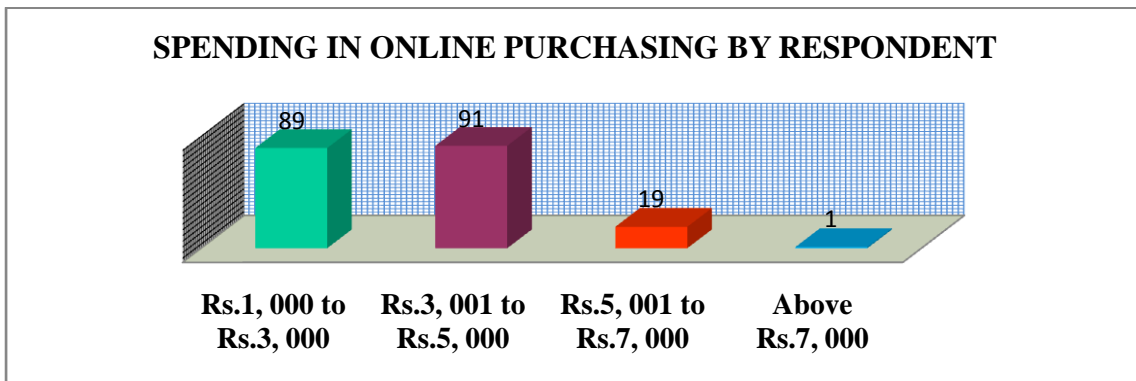 SPENDING IN ONLINE PURCHASING BY RESPONDENT
89
91
19
1
Rs.1, 000 to
Rs.3, 000
Rs.3, 001 to
Rs.5, 000
Rs.5, 001 to
Rs.7, 000
Above
Rs.7, 000